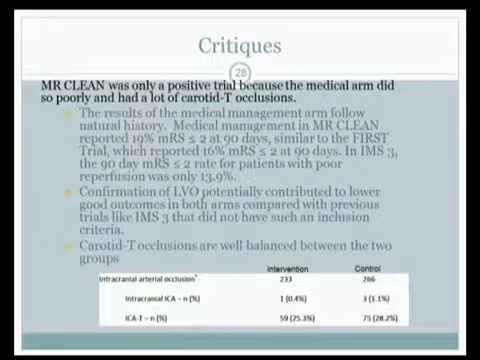 Critiques
28
MR CLEAN was only a positive trial because the medical arm did
so poorly and had a lot of carotid-T occlusions.
The results of the medical management arm follow
natural history. Medical management in MR CLEAN
reported 19% mRS ≤ 2 at 90 days, similar to the FIRST
Trial, which reported 16% mRS ≤ 2 at 90 days. In IMS 3,
the 90 day mRS ≤ 2 rate for patients with poor
reperfusion was only 13.9%.
Confirmation of LVO potentially contributed to lower
good outcomes in both arms compared with previous
trials like IMS 3 that did not have such an inclusion
criteria.
Carotid-T occlusions are well balanced between the two
groups
Intervention Control
Intracranial arterial occlusion* 233 266
Intracranial ICA – n (%) 1 (0.4%) 3 (1.1%)
ICA-T – n (%) 59 (25.3%) 75 (28.2%)